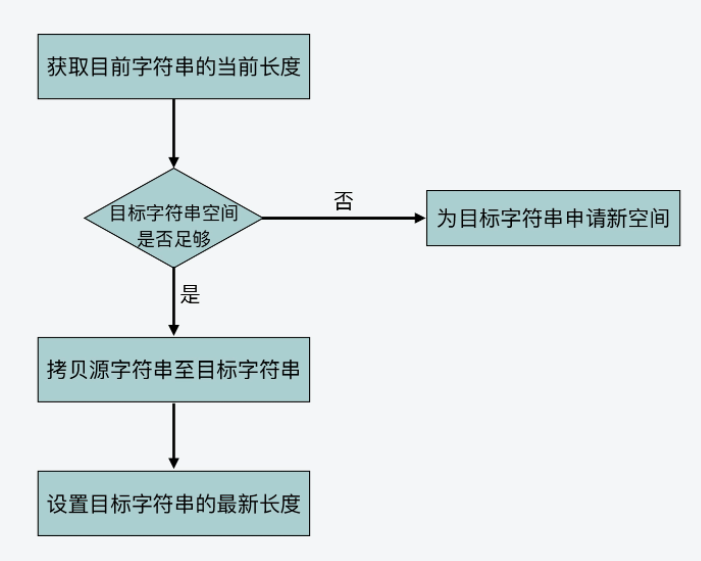 获取目前字符串的当前长度
目标字符串空间
是否足够
否
为目标字符串申请新空间
是
拷贝源字符串至目标字符串
设置目标字符串的最新长度